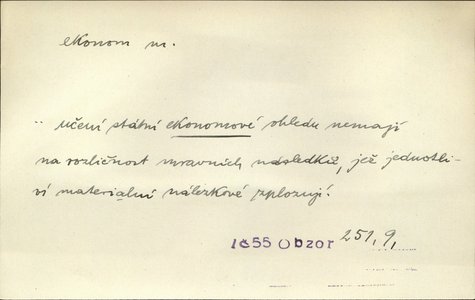 ekonom m.
„ učení státní ekonomové ohledu nemají
na rozličnost mravních následků, jež jednotli-
ví materialní nálezkové zplozují.
1855 Obzor 251, 9,